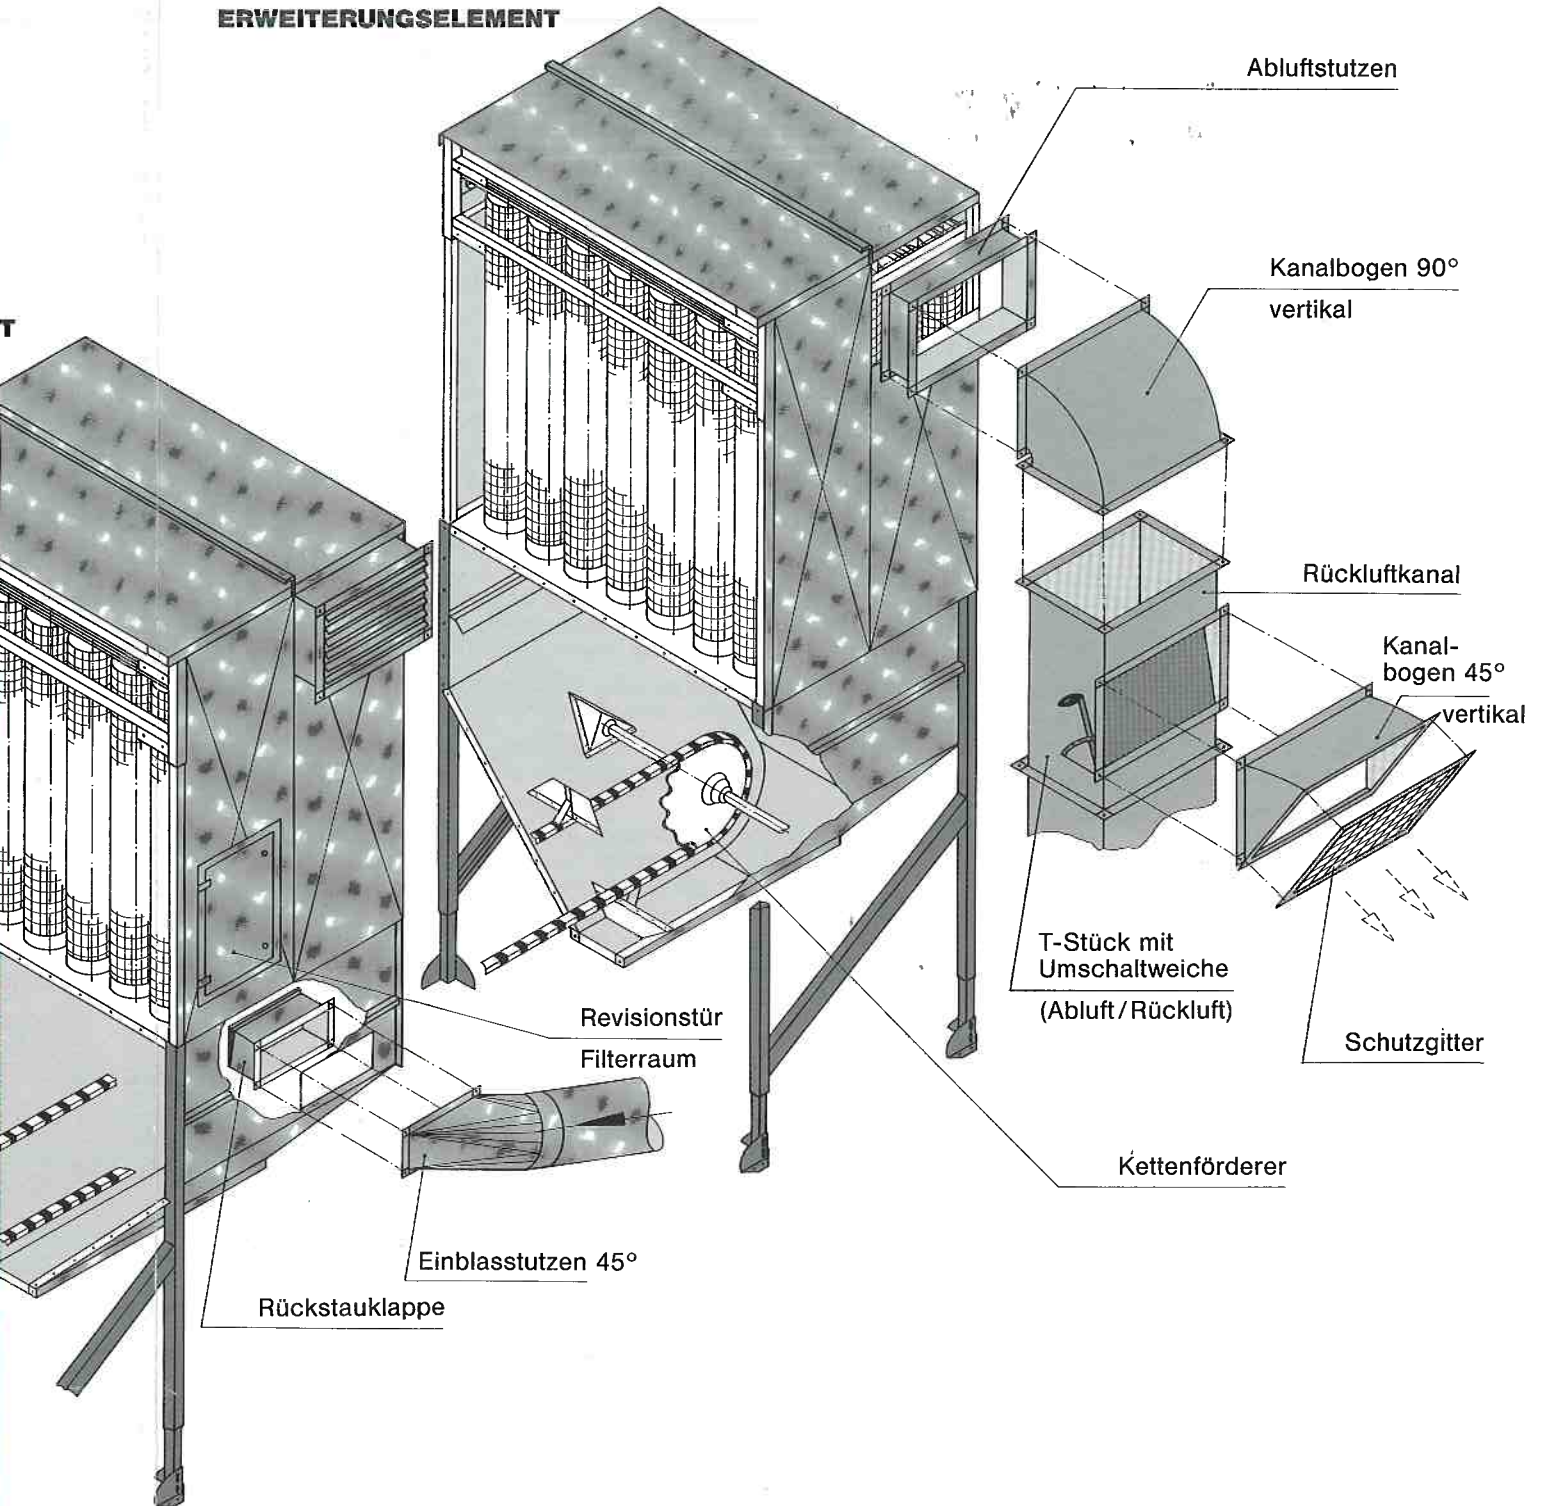 ERWEITERUNGSELEMENT
Abluftstutzen
Kanalbogen 90°
vertikal
T
Rückluftkanal
Kanal-
bogen 45°
vertikal
T-Stück mit
Umschaltweiche
(Abluft/Rückluft)
Revisionstür
Filterraum
Schutzgitter
Kettenförderer
Einblasstutzen 45°
Rückstauklappe